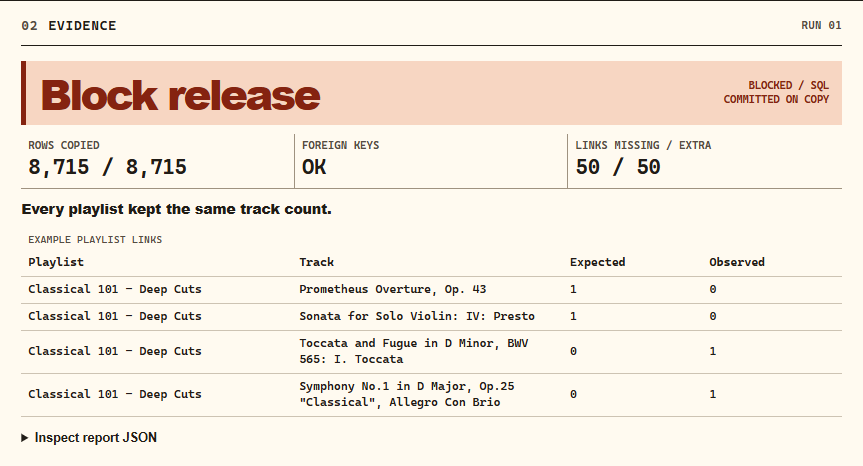 02 EVIDENCE
RUN 01
Block release
BLOCKED / SQL
COMMITTED ON COPY
ROWS COPIED
8,715 / 8,715
FOREIGN KEYS
OK
LINKS MISSING / EXTRA
50 / 50
Every playlist kept the same track count.
EXAMPLE PLAYLIST LINKS
Playlist Track Expected Observed
Classical 101 – Deep Cuts Prometheus Overture, Op. 43 1 0
Classical 101 – Deep Cuts Sonata for Solo Violin: IV: Presto 1 0
Classical 101 – Deep Cuts Toccata and Fugue in D Minor, BWV 0 1
565: I. Toccata
Classical 101 – Deep Cuts Symphony No.1 in D Major, Op.25 0 1
"Classical", Allegro Con Brio
Inspect report JSON